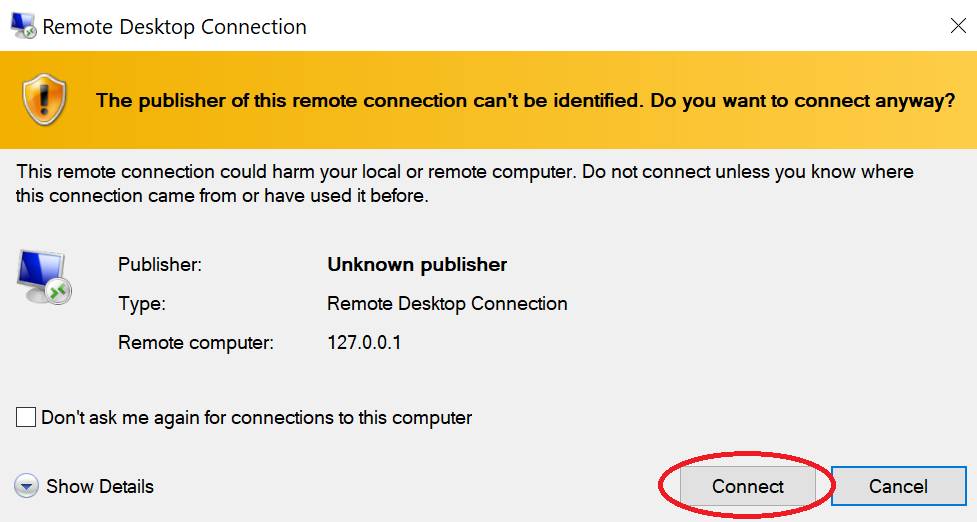 Remote Desktop Connection
The publisher of this remote connection can't be identified. Do you want to connect anyway?
This remote connection could harm your local or remote computer. Do not connect unless you know where
this connection came from or have used it before.
Publisher: Unknown publisher
Type: Remote Desktop Connection
Remote computer: 127.0.0.1
Don't ask me again for connections to this computer
Show Details Connect Cancel